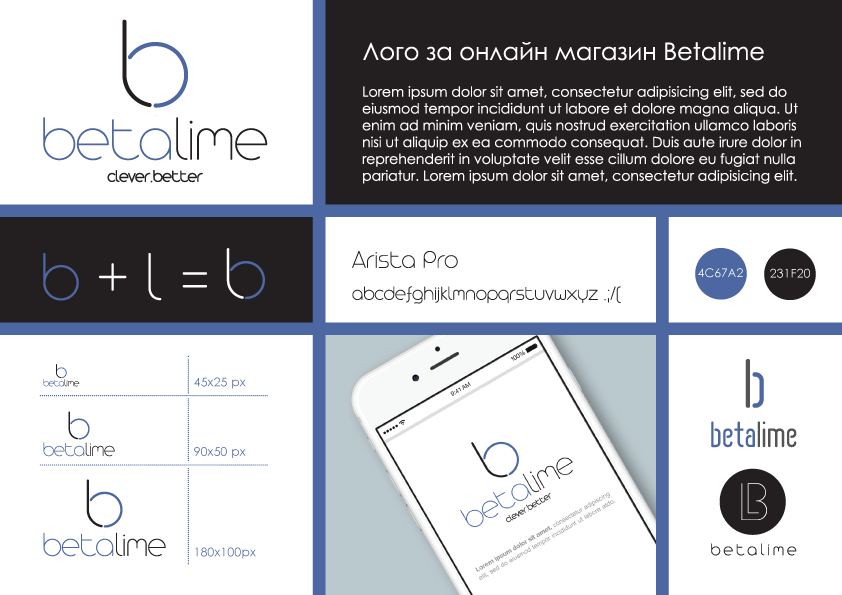 b
betalime
clever.better
Лого за онлайн магазин Betalime
Lorem ipsum dolor sit amet, consectetur adipisicing elit, sed do
eiusmod tempor incididunt ut labore et dolore magna aliqua. Ut
enim ad minim veniam, quis nostrud exercitation ullamco laboris
nisi ut aliquip ex ea commodo consequat. Duis aute irure dolor in
reprehenderit in voluptate velit esse cillum dolore eu fugiat nulla
pariatur. Lorem ipsum dolor sit amet, consectetur adipisicing elit.
b + l = b
Arista Pro
abcdefghijklmnopqrstuvwxyz .;/(
4C67A2
231F20
b
betalime
45x25 px
b
betalime
90x50 px
b
betalime
180x100px
9:41 AM
100%
b
betalime
clever.better
Lorem ipsum dolor sit amet, consectetur adipiscing
elit, sed do eiusmod tempor incididunt ut labore
b
betalime
LB
betalime